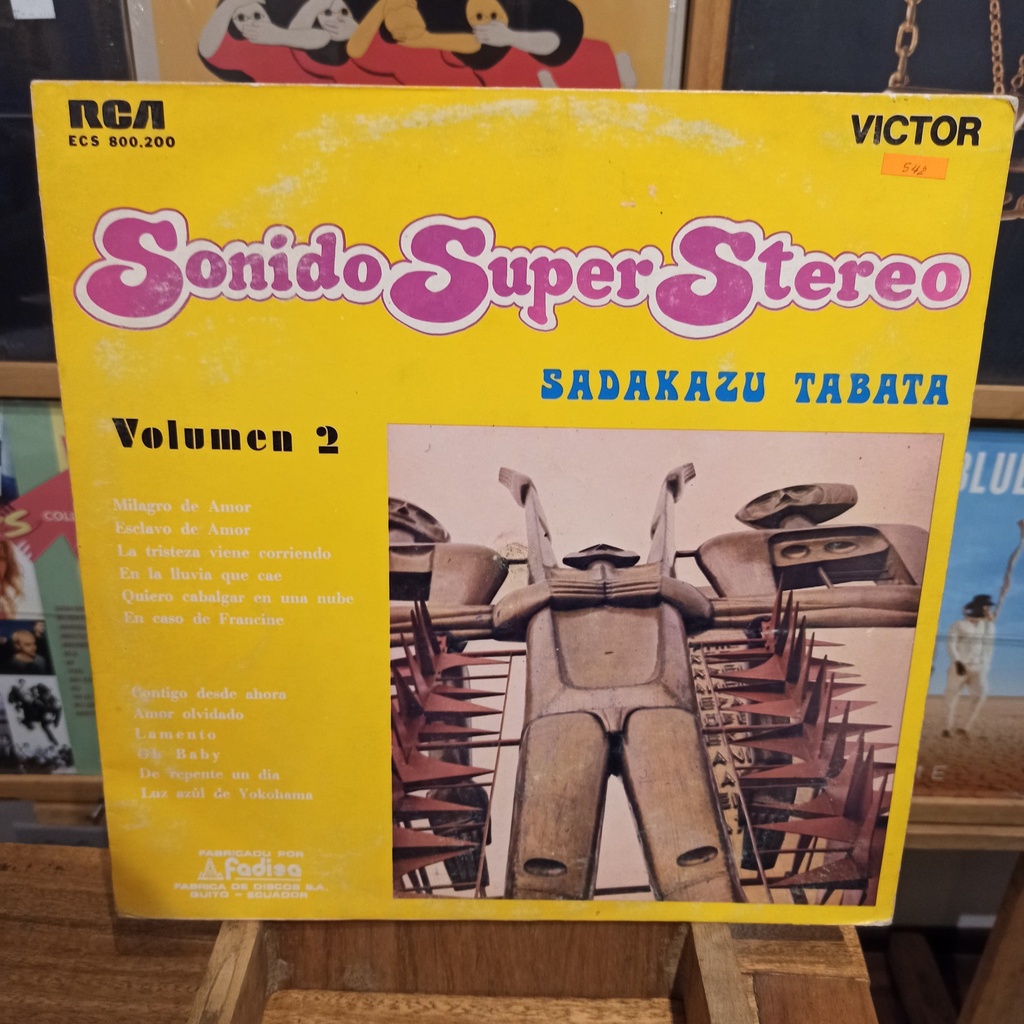 RCA
ECS 800.200
VICTOR
542
Sonido Super Stereo
SADAKAZU TABATA
Volumen 2
Milagro de Amor
Esclavo de Amor
La tristeza viene corriendo
En la lluvia que cae
Quiero cabalgar en una nube
En caso de Francine
Contigo desde ahora
Amor olvidado
Lamento
Oh Baby
De repente un dia
Luz azúl de Yokohama
FABRICADO POR
fadisa
FABRICA DE DISCOS S.A.
QUITO - ECUADOR
BLUE